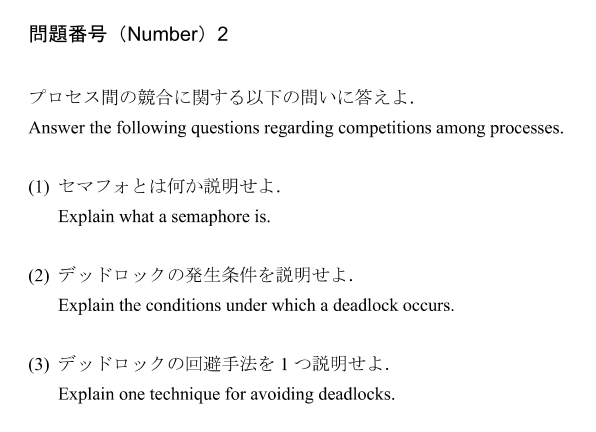 問題番号（Number）2
プロセス間の競合に関する以下の問いに答えよ．
Answer the following questions regarding competitions among processes.
(1) セマフォとは何か説明せよ．
Explain what a semaphore is.
(2) デッドロックの発生条件を説明せよ．
Explain the conditions under which a deadlock occurs.
(3) デッドロックの回避手法を 1 つ説明せよ．
Explain one technique for avoiding deadlocks.